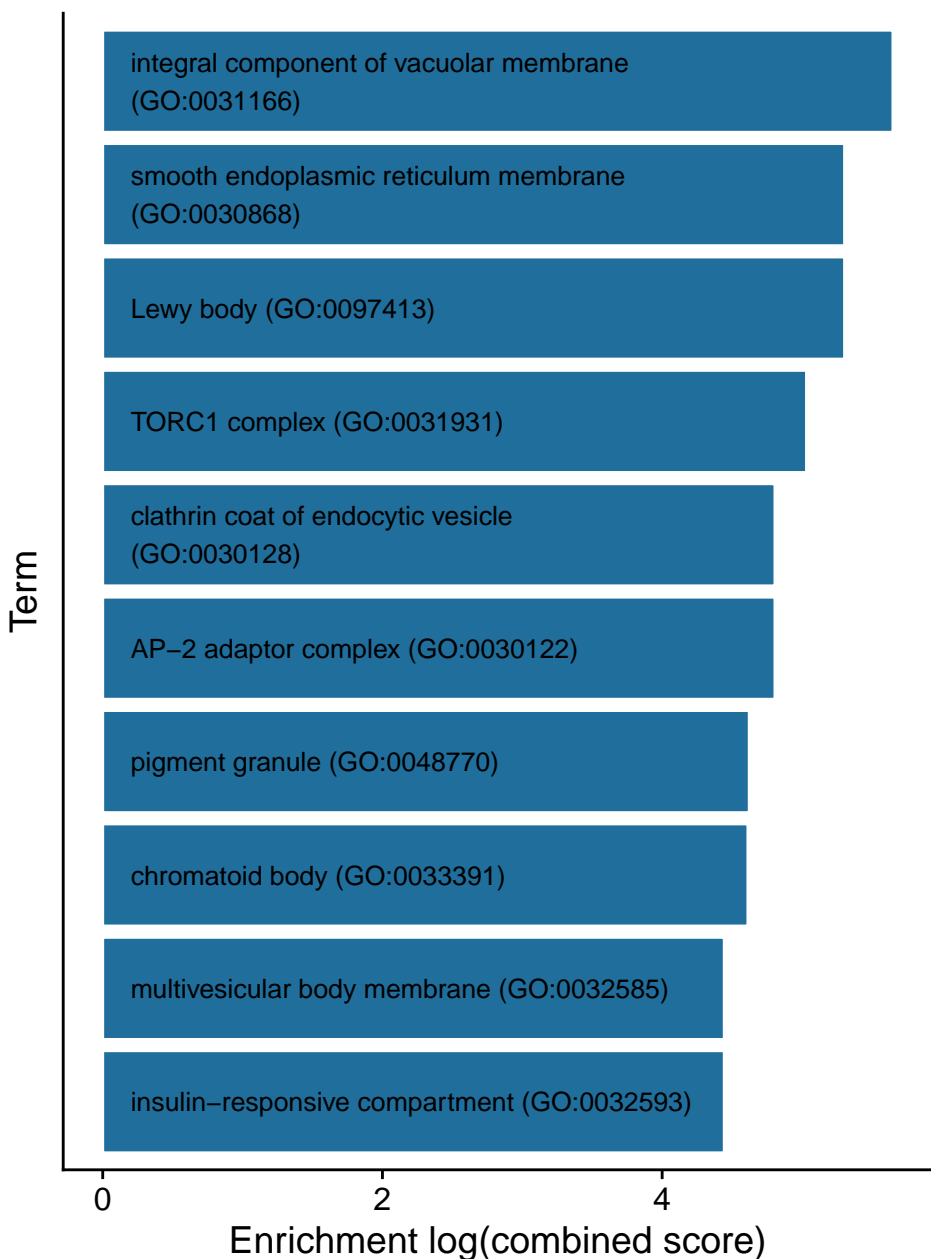 integral component of vacuolar membrane
(GO:0031166)
smooth endoplasmic reticulum membrane
(GO:0030868)
Lewy body (GO:0097413)
TORC1 complex (GO:0031931)
clathrin coat of endocytic vesicle
(GO:0030128)
AP−2 adaptor complex (GO:0030122)
pigment granule (GO:0048770)
chromatoid body (GO:0033391)
multivesicular body membrane (GO:0032585)
insulin−responsive compartment (GO:0032593)
Term
0 2 4
Enrichment log(combined score)